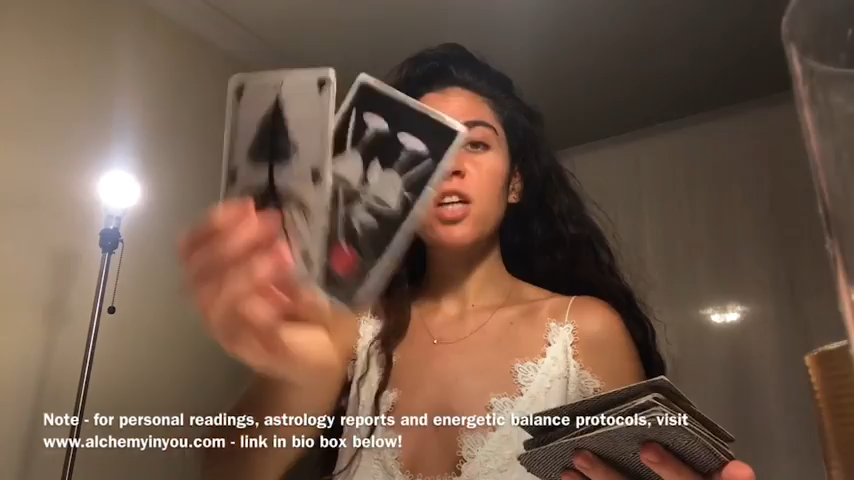 Note - for personal readings, astrology reports and energetic balance protocols, visit
www.alchemyinyou.com - link in bio box below!